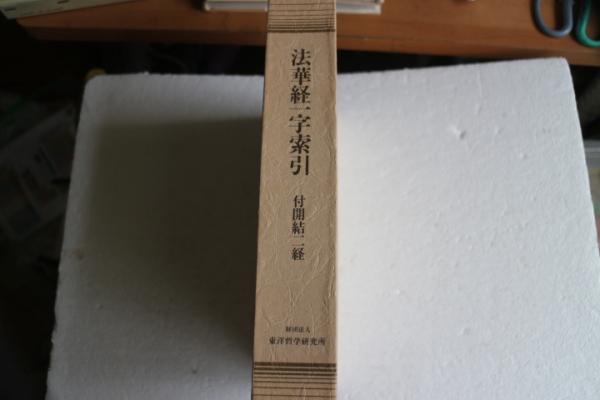 法華経一字索引
付開結二経
財団法人
東洋哲学研究所